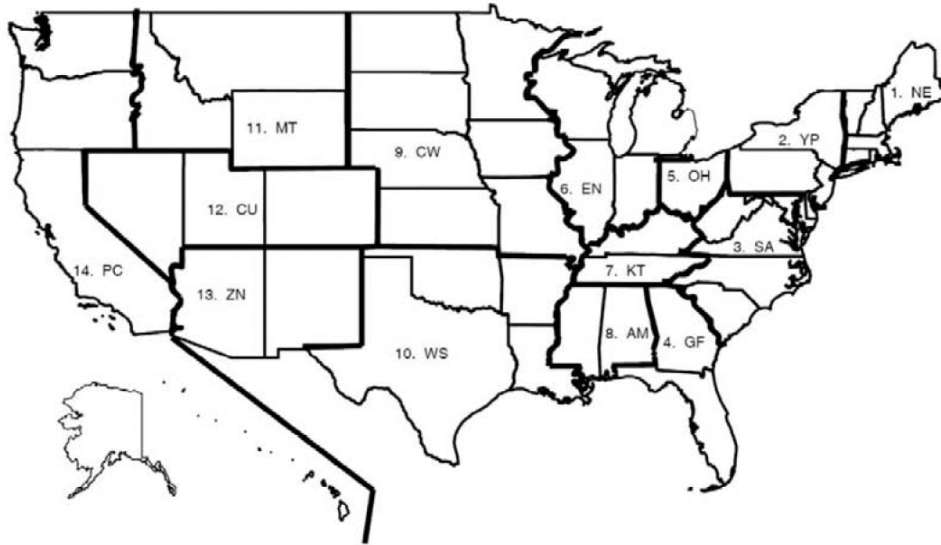 1. NE
2. YP
3. SA
4. GF
5. OH
6. EN
7. KT
8. AM
9. CW
10. WS
11. MT
12. CU
13. ZN
14. PC